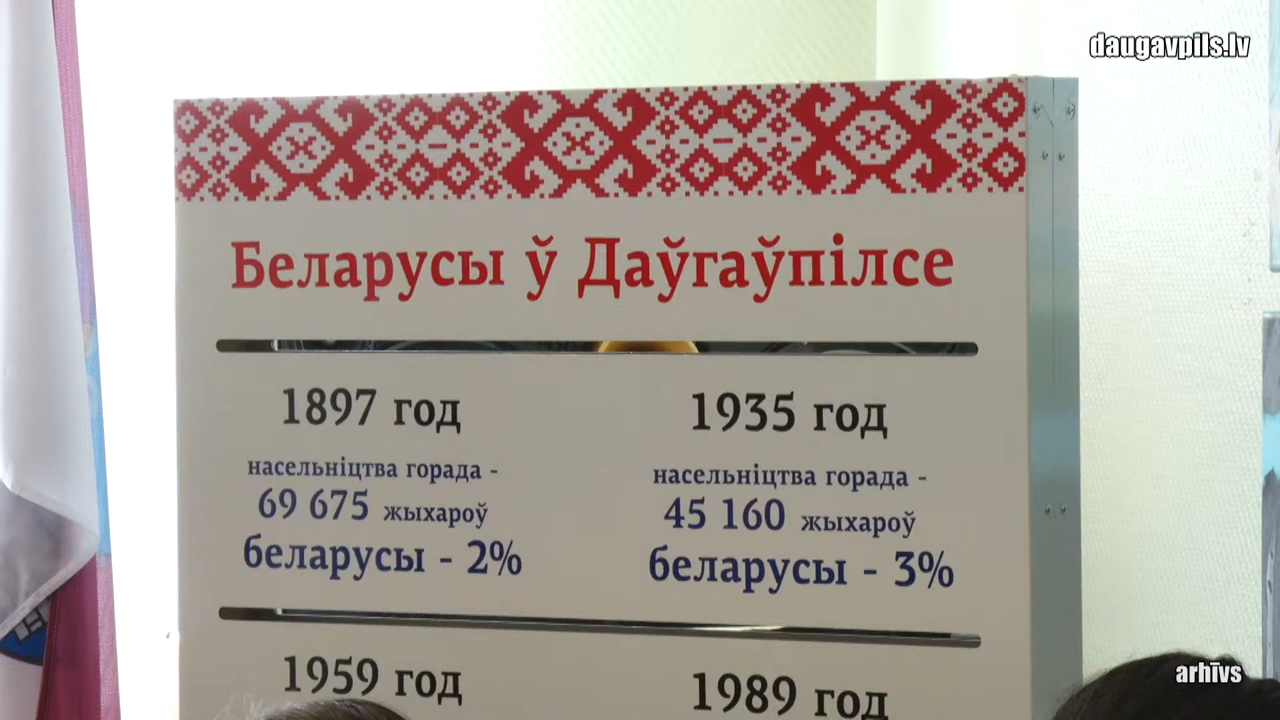 daugavpils.lv
Беларусы ў Даўгаўпілсе
1897 год
насельніцтва горада -
69 675 жыхароў
беларусы - 2%
1935 год
насельніцтва горада -
45 160 жыхароў
беларусы - 3%
1959 год
1989 год
arhīvs